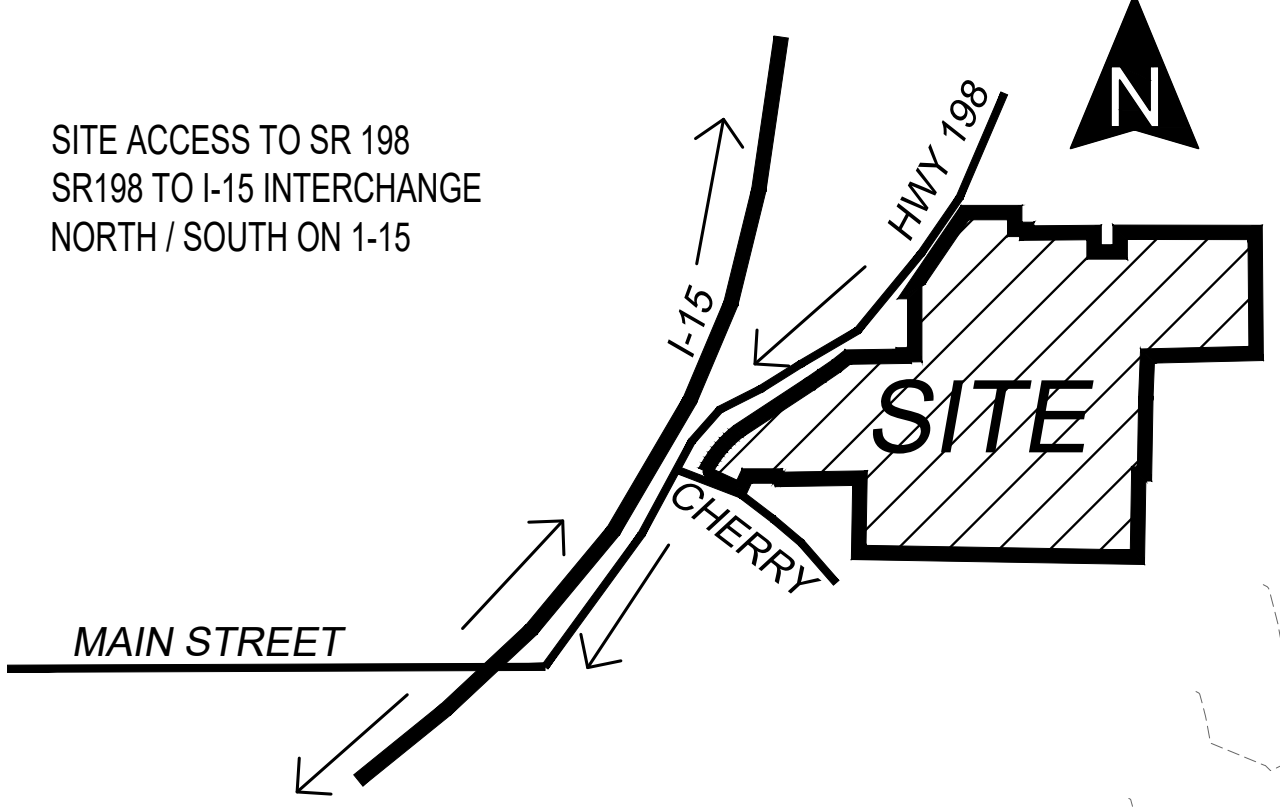 N
SITE ACCESS TO SR 198
SR198 TO I-15 INTERCHANGE
NORTH / SOUTH ON 1-15
HWY 198
I-15
SITE
CHERRY
MAIN STREET